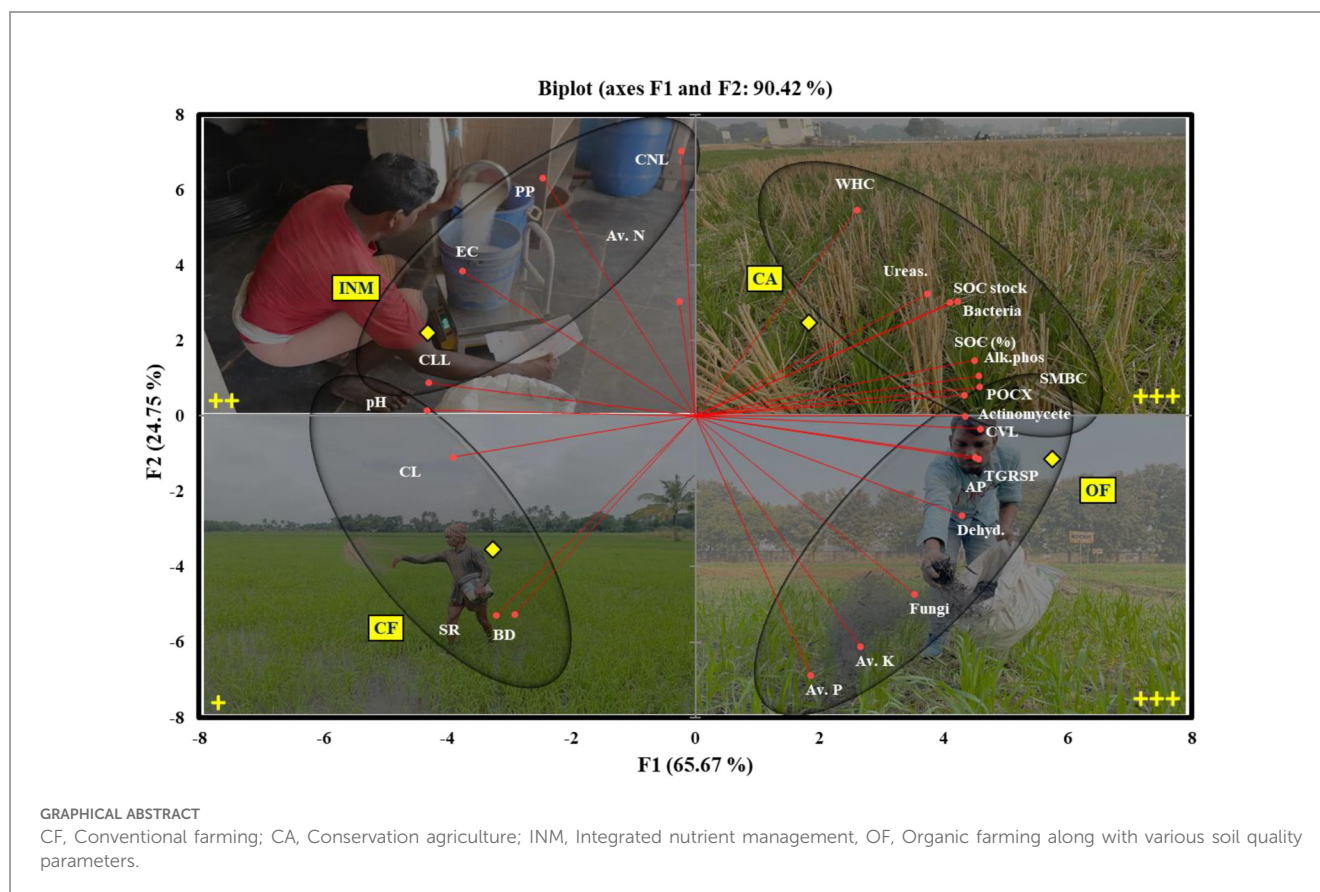 Biplot (axes F1 and F2: 90.42 %)
8
6
4
2
0
-2
-4
-6
-8
F2 (24.75 %)
CNL
PP
Av. N
EC
INM
CLL
++
WHC
CA
Ureas.
SOC stock
Bacteria
SOC (%)
Alk.phos
SMBC
POCX
+++
pH
CL
SR
BD
CF
+
Actinomycete
CVL
TGRSP
AP
OF
Dehyd.
Fungi
Av. K
Av. P
+++
-8 -6 -4 -2 0 2 4 6 8
F1 (65.67 %)
GRAPHICAL ABSTRACT
CF, Conventional farming; CA, Conservation agriculture; INM, Integrated nutrient management, OF, Organic farming along with various soil quality
parameters.